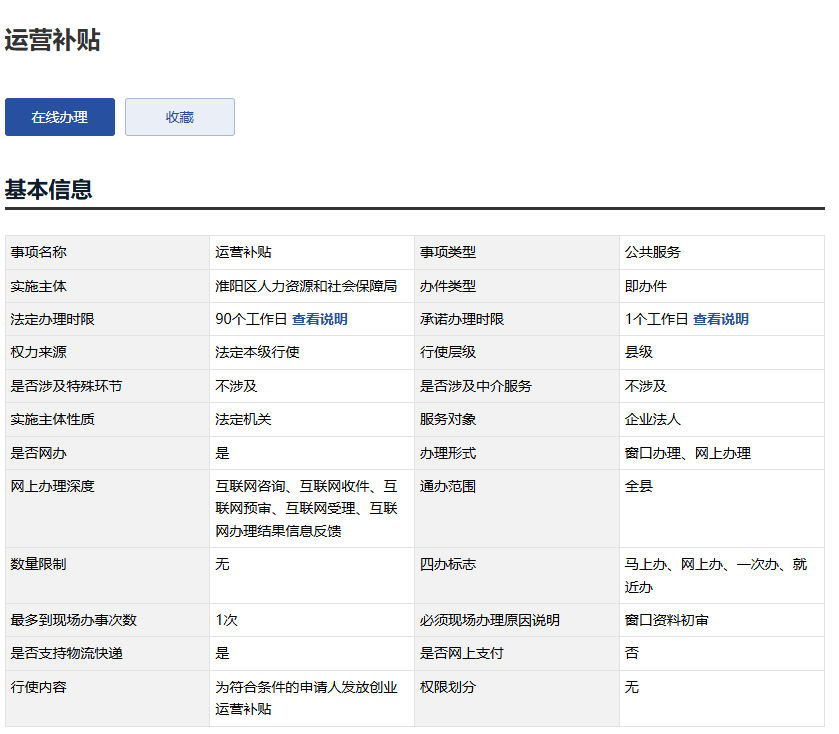 运营补贴
在线办理 收藏
基本信息
事项名称 运营补贴 事项类型 公共服务
实施主体 淮阳区人力资源和社会保障局 办件类型 即办件
法定办理时限 90个工作日 查看说明 承诺办理时限 1个工作日 查看说明
权力来源 法定本级行使 行使层级 县级
是否涉及特殊环节 不涉及 是否涉及中介服务 不涉及
实施主体性质 法定机关 服务对象 企业法人
是否网办 是 办理形式 窗口办理、网上办理
网上办理深度 互联网咨询、互联网收件、互 通办范围 全县
联网预审、互联网受理、互联
网办理结果信息反馈
数量限制 无 四办标志 马上办、网上办、一次办、就
近办
最多到现场办事次数 1次 必须现场办理原因说明 窗口资料初审
是否支持物流快递 是 是否网上支付 否
行使内容 为符合条件的申请人发放创业 权限划分 无
运营补贴